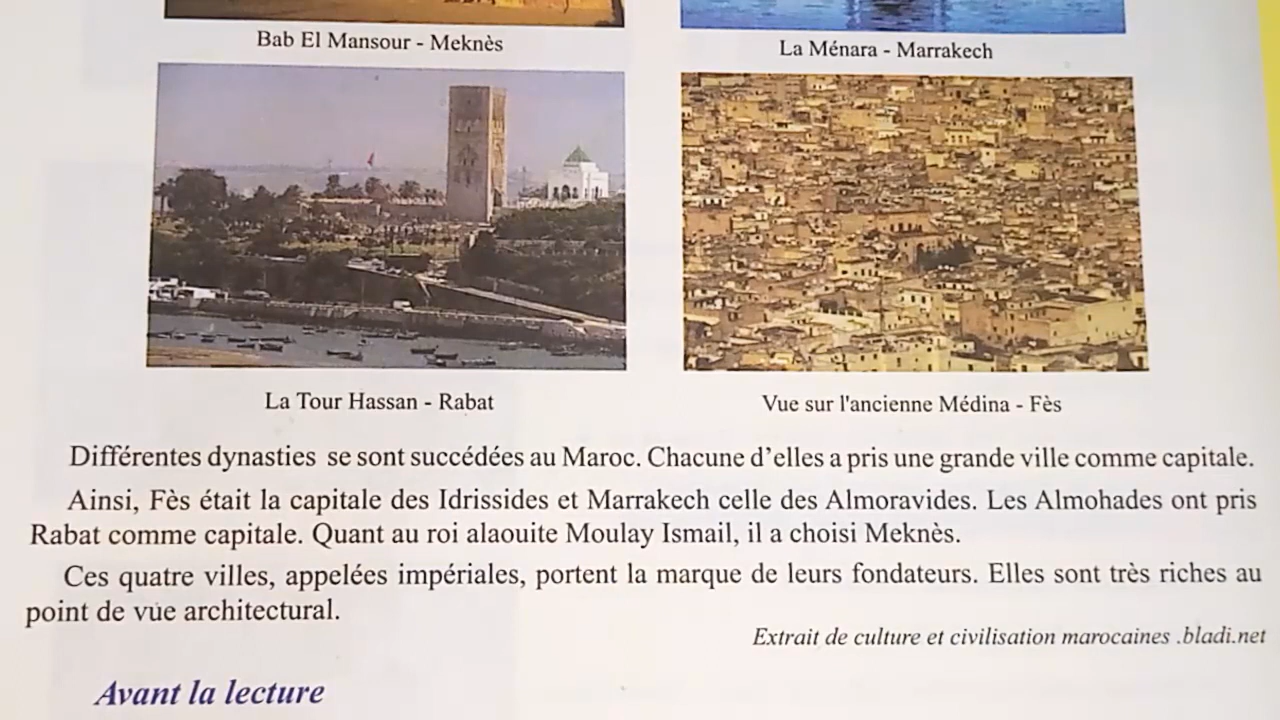 Bab El Mansour - Meknès
La Ménara - Marrakech
La Tour Hassan - Rabat
Vue sur l'ancienne Médina - Fès
Différentes dynasties se sont succédées au Maroc. Chacune d’elles a pris une grande ville comme capitale.
Ainsi, Fès était la capitale des Idrissides et Marrakech celle des Almoravides. Les Almohades ont pris
Rabat comme capitale. Quant au roi alaouite Moulay Ismail, il a choisi Meknès.
Ces quatre villes, appelées impériales, portent la marque de leurs fondateurs. Elles sont très riches au
point de vue architectural.
Extrait de culture et civilisation marocaines .bladi.net
Avant la lecture